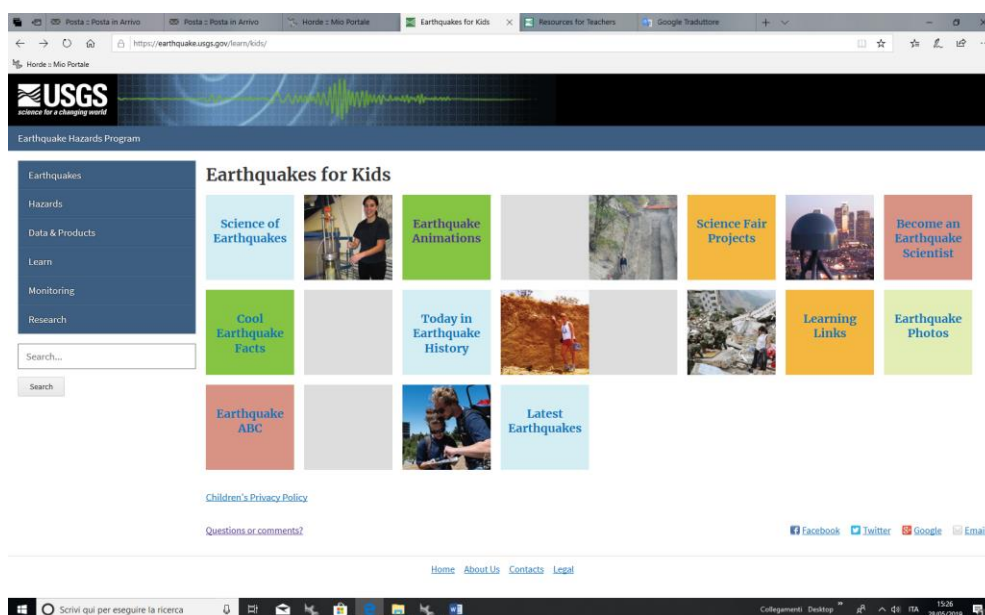 Posta :: Posta in Arrivo
Posta :: Posta in Arrivo
Horde :: Mio Portale
Earthquakes for Kids
Resources for Teachers
Google Traduttore
https://earthquake.usgs.gov/learn/kids/
Horde :: Mio Portale
USGS
science for a changing world
Earthquake Hazards Program
Earthquakes
Hazards
Data & Products
Learn
Monitoring
Research
Search...
Search
Earthquakes for Kids
Science of
Earthquakes
Earthquake
Animations
Science Fair
Projects
Become an
Earthquake
Scientist
Cool
Earthquake
Facts
Today in
Earthquake
History
Learning
Links
Earthquake
Photos
Earthquake
ABC
Latest
Earthquakes
Children's Privacy Policy
Questions or comments?
Facebook Twitter Google Emai
Home About Us Contacts Legal
Scrivi qui per eseguire la ricerca
Collegamenti Desktop
ITA
15:26
28/05/2019